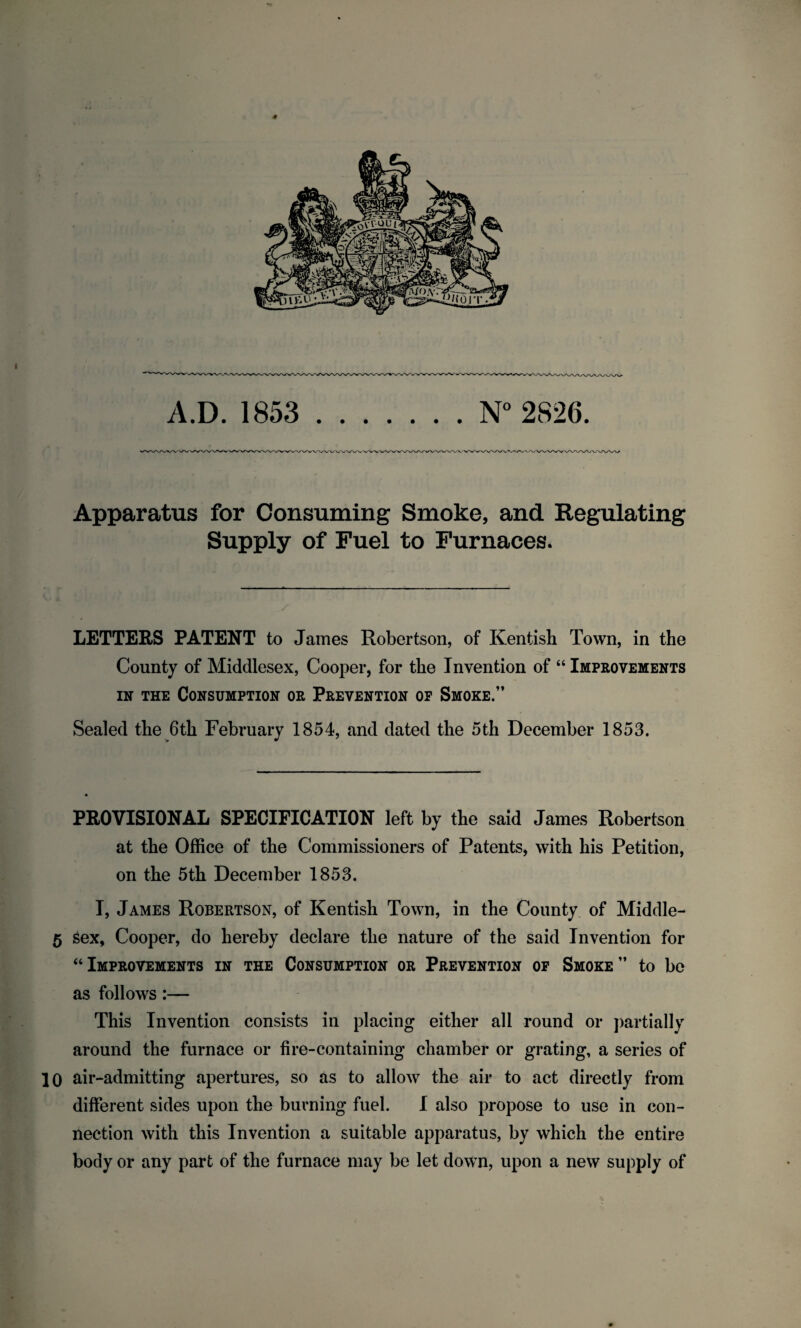 A.D. 1853 . . . . . . . N° 2826.
Apparatus for Consuming Smoke, and Regulating
Supply of Fuel to Furnaces.
LETTERS PATENT to James Robertson, of Kentish Town, in the
County of Middlesex, Cooper, for the Invention of “ Improvements
in the Consumption or Prevention of Smoke.”
Sealed the 6th February 1854, and dated the 5th December 1853.
PROVISIONAL SPECIFICATION left by the said James Robertson
at the Office of the Commissioners of Patents, with his Petition,
on the 5th December 1853.
I, James Robertson, of Kentish Town, in the County of Middle-
5 sex, Cooper, do hereby declare the nature of the said Invention for
“ Improvements in the Consumption or Prevention of Smoke ” to be
as follows :—
This Invention consists in placing either all round or partially
around the furnace or fire-containing chamber or grating, a series of
10 air-admitting apertures, so as to allow the air to act directly from
different sides upon the burning fuel. I also propose to use in con-
nection with this Invention a suitable apparatus, by which the entire
body or any part of the furnace may be let down, upon a new supply of